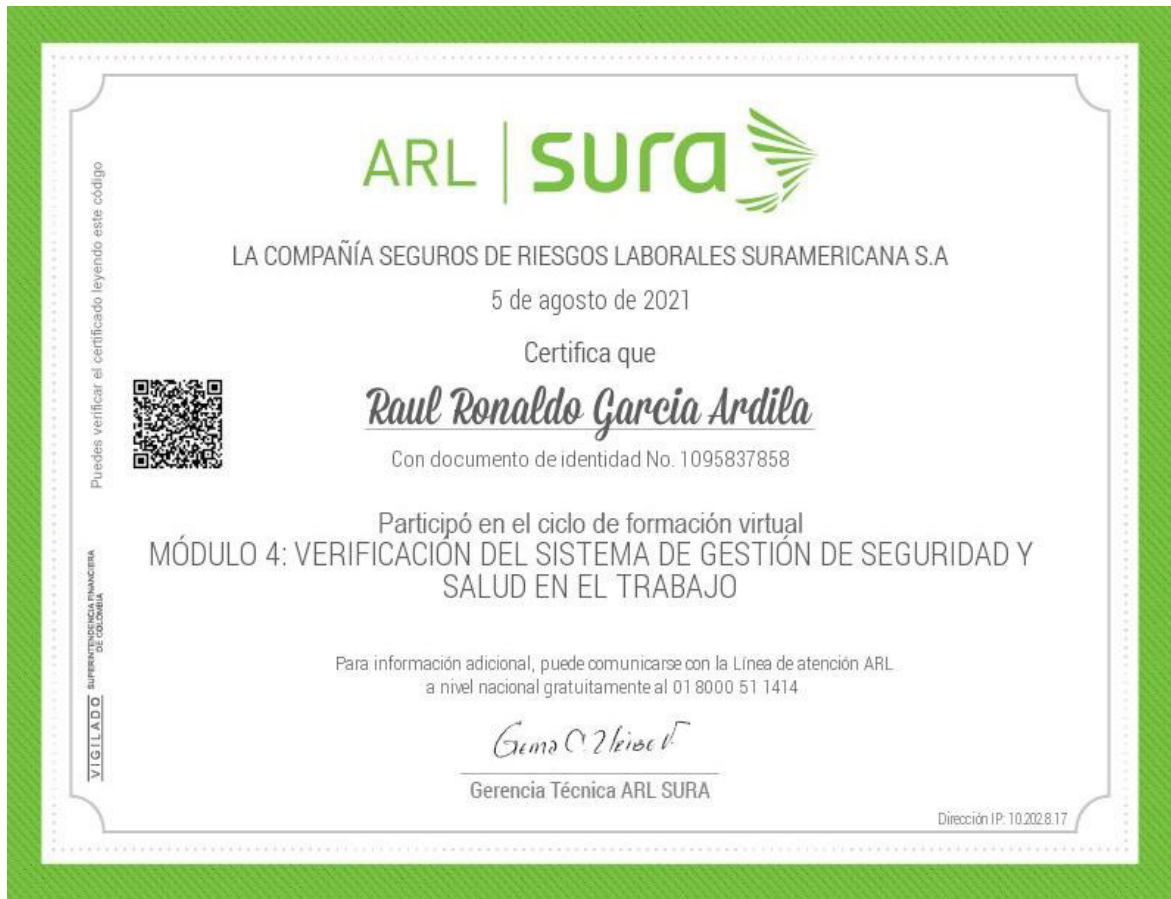 ARL | sura
LA COMPAÑÍA SEGUROS DE RIESGOS LABORALES SURAMERICANA S.A
5 de agosto de 2021
Certifica que
Raul Ronaldo Garcia Ardila
Con documento de identidad No. 1095837858
Participó en el ciclo de formación virtual
MÓDULO 4: VERIFICACIÓN DEL SISTEMA DE GESTIÓN DE SEGURIDAD Y
SALUD EN EL TRABAJO
Para información adicional, puede comunicarse con la Línea de atención ARL
a nivel nacional gratuitamente al 01 8000 51 1414
Gerencia Técnica ARL SURA
Dirección IP: 10.202.8.17
Puedes verificar el certificado leyendo este código
VIGILADO SUPERINTENDENCIA FINANCIERA
DE COLOMBIA